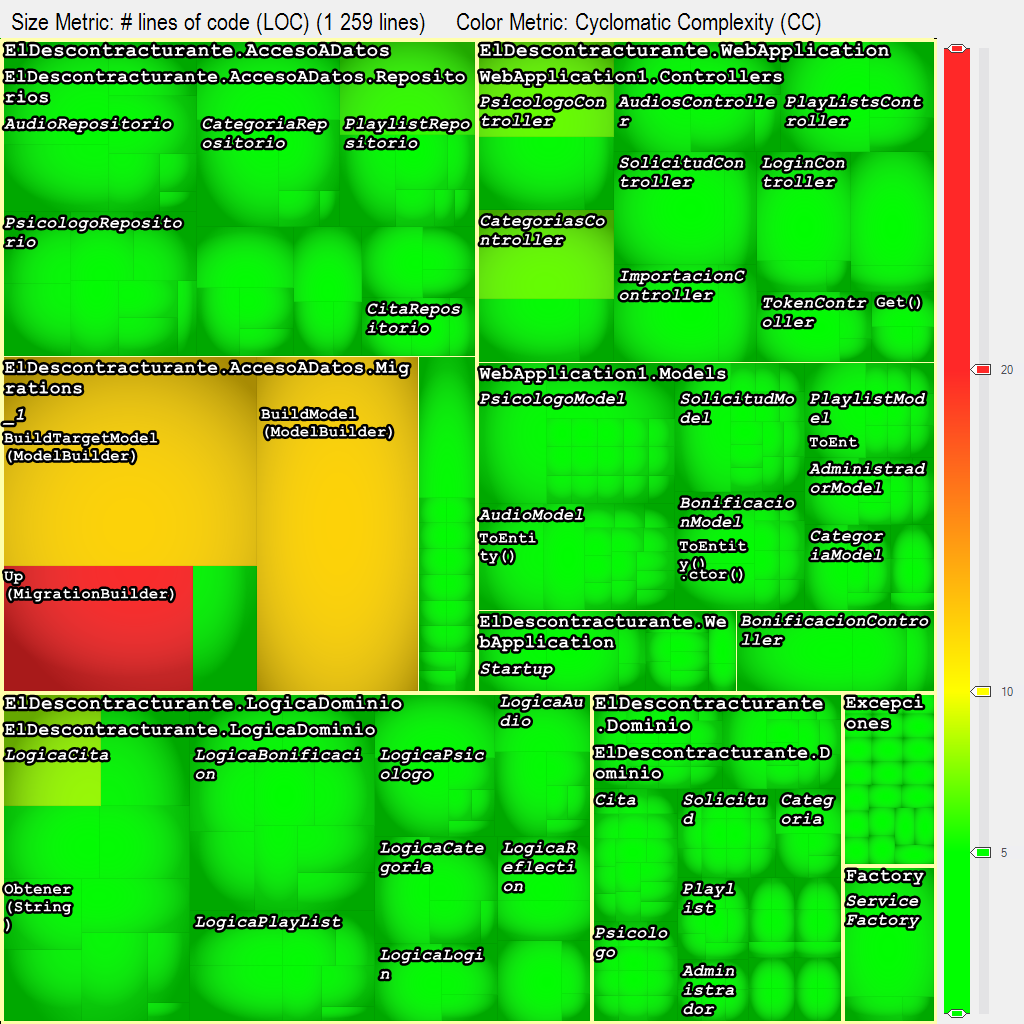 Size Metric: # lines of code (LOC) (1 259 lines) Color Metric: Cyclomatic Complexity (CC)
ElDescontracturante.AccesoADatos
ElDescontracturante.AccesoADatos.Reposito
rios
AudioRepositorio
CategoriaRep
ositorio
PlaylistRepo
sitorio
PsicologoReposito
rio
CitaRepos
itorio
ElDescontracturante.WebApplication
WebApplication1.Controllers
PsicologoCon
troller
AudiosControlle
r
PlayListsCont
roller
SolicitudCon
troller
LoginCon
troller
CategoriasCo
ntroller
ImportacionC
ontroller
TokenContr
oller
Get()
ElDescontracturante.AccesoADatos.Mig
rations
_1
BuildTargetModel
(ModelBuilder)
BuildModel
(ModelBuilder)
Up
(MigrationBuilder)
WebApplication1.Models
PsicologoModel
SolicitudMo
del
PlaylistMod
el
ToEnt
AdministradorModel
AudioModel
ToEnti
ty()
Bonificacio
nModel
ToEntit
y()
.ctor()
Categor
iaModel
ElDescontracturante.We
bApplication
Startup
BonificacionContro
ller
ElDescontracturante.LogicaDominio
ElDescontracturante.LogicaDominio
LogicaCita
LogicaBonificaci
on
LogicaPsic
ologo
LogicaAu
dio
LogicaCate
goria
LogicaR
eflecti
on
Obtener
(String
)
LogicaPlayList
LogicaLogi
n
ElDescontracturante
.Dominio
ElDescontracturante.D
ominio
Cita
Solicitu
d
Categ
oria
Playl
ist
Psicolo
go
Admin
istra
dor
Excepci
ones
Factory
Service
Factory
20
10
5